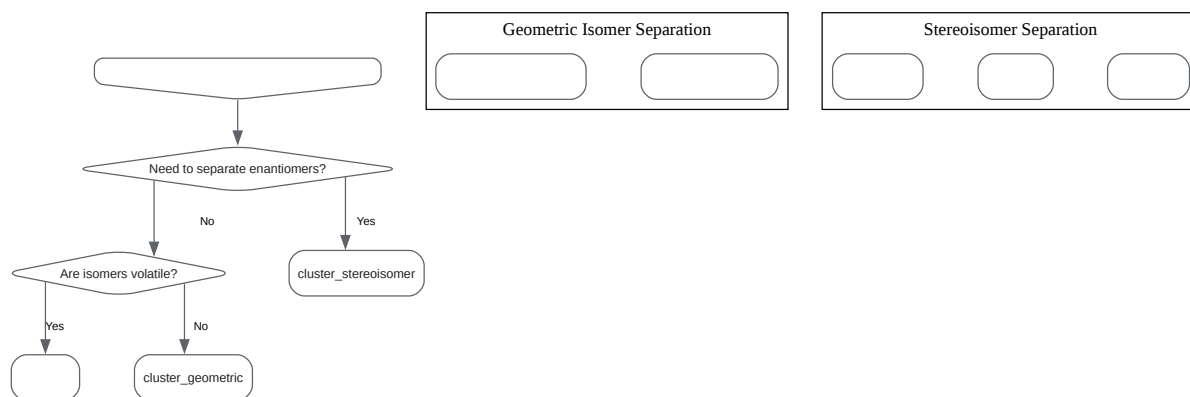 Geometric Isomer Separation
Stereoisomer Separation
Need to separate enantiomers?
No
Yes
Are isomers volatile?
cluster_stereoisomer
Yes
No
cluster_geometric